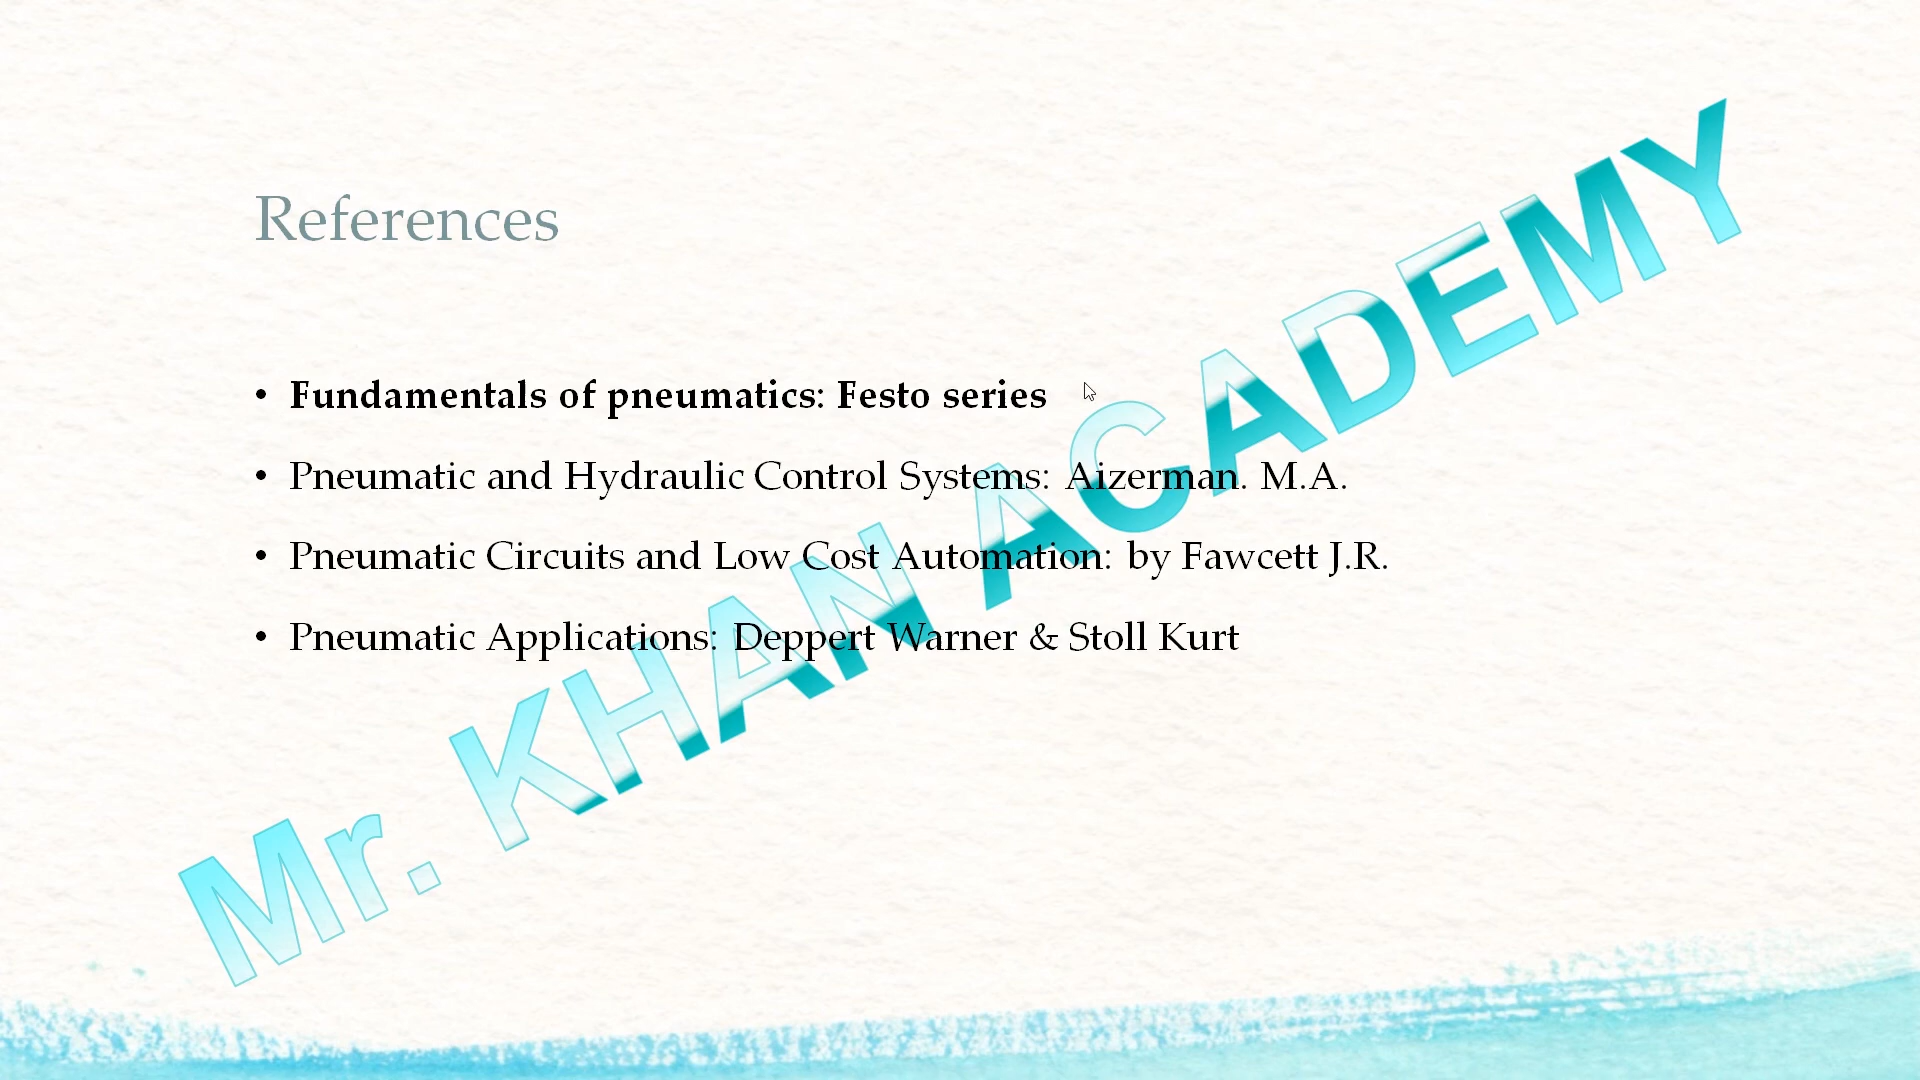 References
• Fundamentals of pneumatics: Festo series
• Pneumatic and Hydraulic Control Systems: Aizerman. M.A.
• Pneumatic Circuits and Low Cost Automation: by Fawcett J.R.
• Pneumatic Applications: Deppert Warner & Stoll Kurt
Mr. KHAN ACADEMY